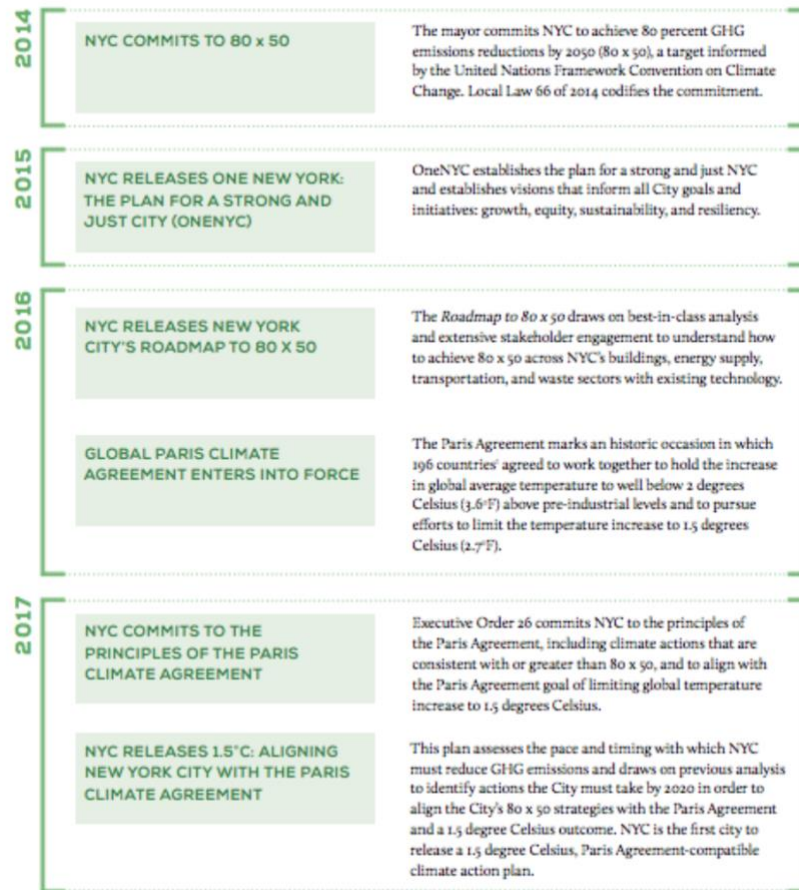 2014
NYC COMMITS TO 80 x 50
The mayor commits NYC to achieve 80 percent GHG
emissions reductions by 2050 (80 x 50), a target informed
by the United Nations Framework Convention on Climate
Change. Local Law 66 of 2014 codifies the commitment.
2015
NYC RELEASES ONE NEW YORK:
THE PLAN FOR A STRONG AND
JUST CITY (ONENYC)
OneNYC establishes the plan for a strong and just NYC
and establishes visions that inform all City goals and
initiatives: growth, equity, sustainability, and resiliency.
2016
NYC RELEASES NEW YORK
CITY'S ROADMAP TO 80 X 50
The Roadmap to 80 x 50 draws on best-in-class analysis
and extensive stakeholder engagement to understand how
to achieve 80 x 50 across NYC's buildings, energy supply,
transportation, and waste sectors with existing technology.
GLOBAL PARIS CLIMATE
AGREEMENT ENTERS INTO FORCE
The Paris Agreement marks an historic occasion in which
196 countries' agreed to work together to hold the increase
in global average temperature to well below 2 degrees
Celsius (3.6°F) above pre-industrial levels and to pursue
efforts to limit the temperature increase to 1.5 degrees
Celsius (2.7°F).
2017
NYC COMMITS TO THE
PRINCIPLES OF THE PARIS
CLIMATE AGREEMENT
Executive Order 26 commits NYC to the principles of
the Paris Agreement, including climate actions that are
consistent with or greater than 80 x 50, and to align with
the Paris Agreement goal of limiting global temperature
increase to 1.5 degrees Celsius.
NYC RELEASES 1.5°C: ALIGNING
NEW YORK CITY WITH THE PARIS
CLIMATE AGREEMENT
This plan assesses the pace and timing with which NYC
must reduce GHG emissions and draws on previous analysis
to identify actions the City must take by 2020 in order to
align the City's 80 x 50 strategies with the Paris Agreement
and a 1.5 degree Celsius outcome. NYC is the first city to
release a 1.5 degree Celsius, Paris Agreement-compatible
climate action plan.